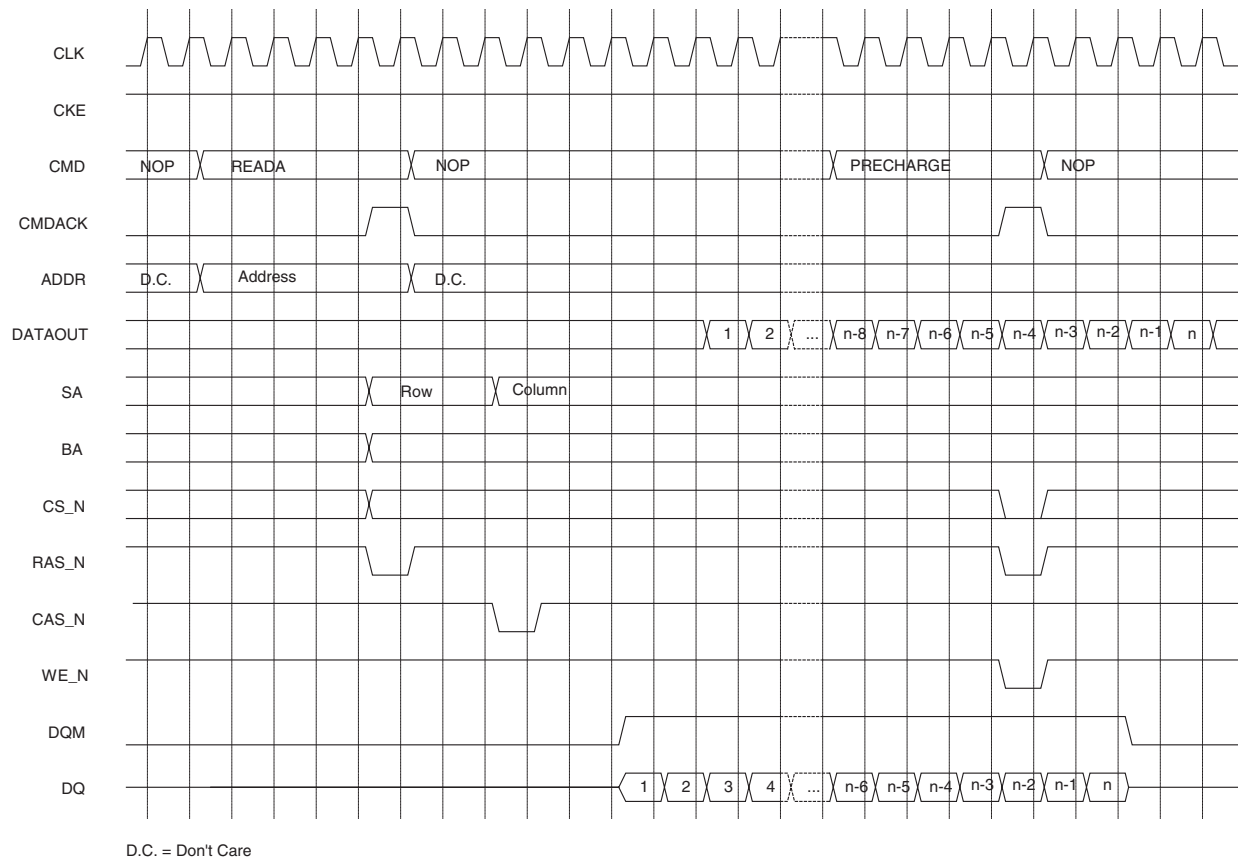 CLK
CKE
CMD NOP READA NOP PRECHARGE NOP
CMDACK
ADDR D.C. Address D.C.
DATAOUT 1 2 ... n-8 n-7 n-6 n-5 n-4 n-3 n-2 n-1 n
SA Row Column
BA
CS_N
RAS_N
CAS_N
WE_N
DQM
DQ 1 2 3 4 ... n-6 n-5 n-4 n-3 n-2 n-1 n
D.C. = Don't Care